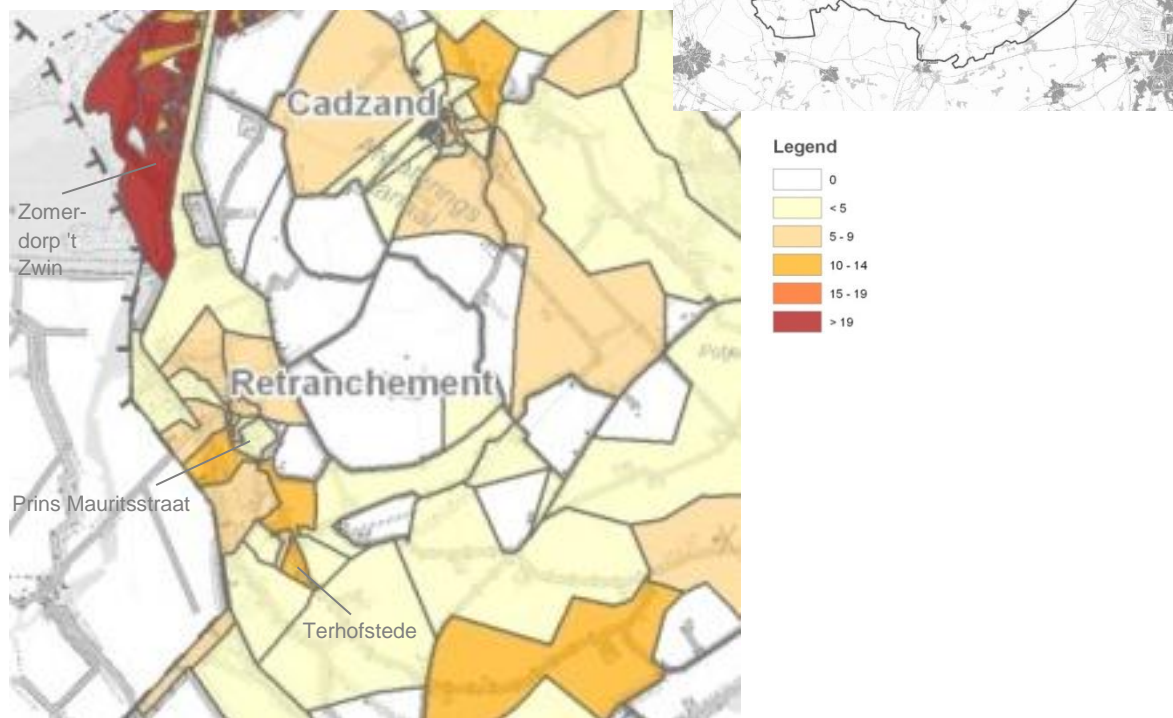 Cadzand
Zomer-
dorp 't
Zwin
Retranchement
Prins Mauritsstraat
Terhofstede
Legend
0
< 5
5 - 9
10 - 14
15 - 19
> 19